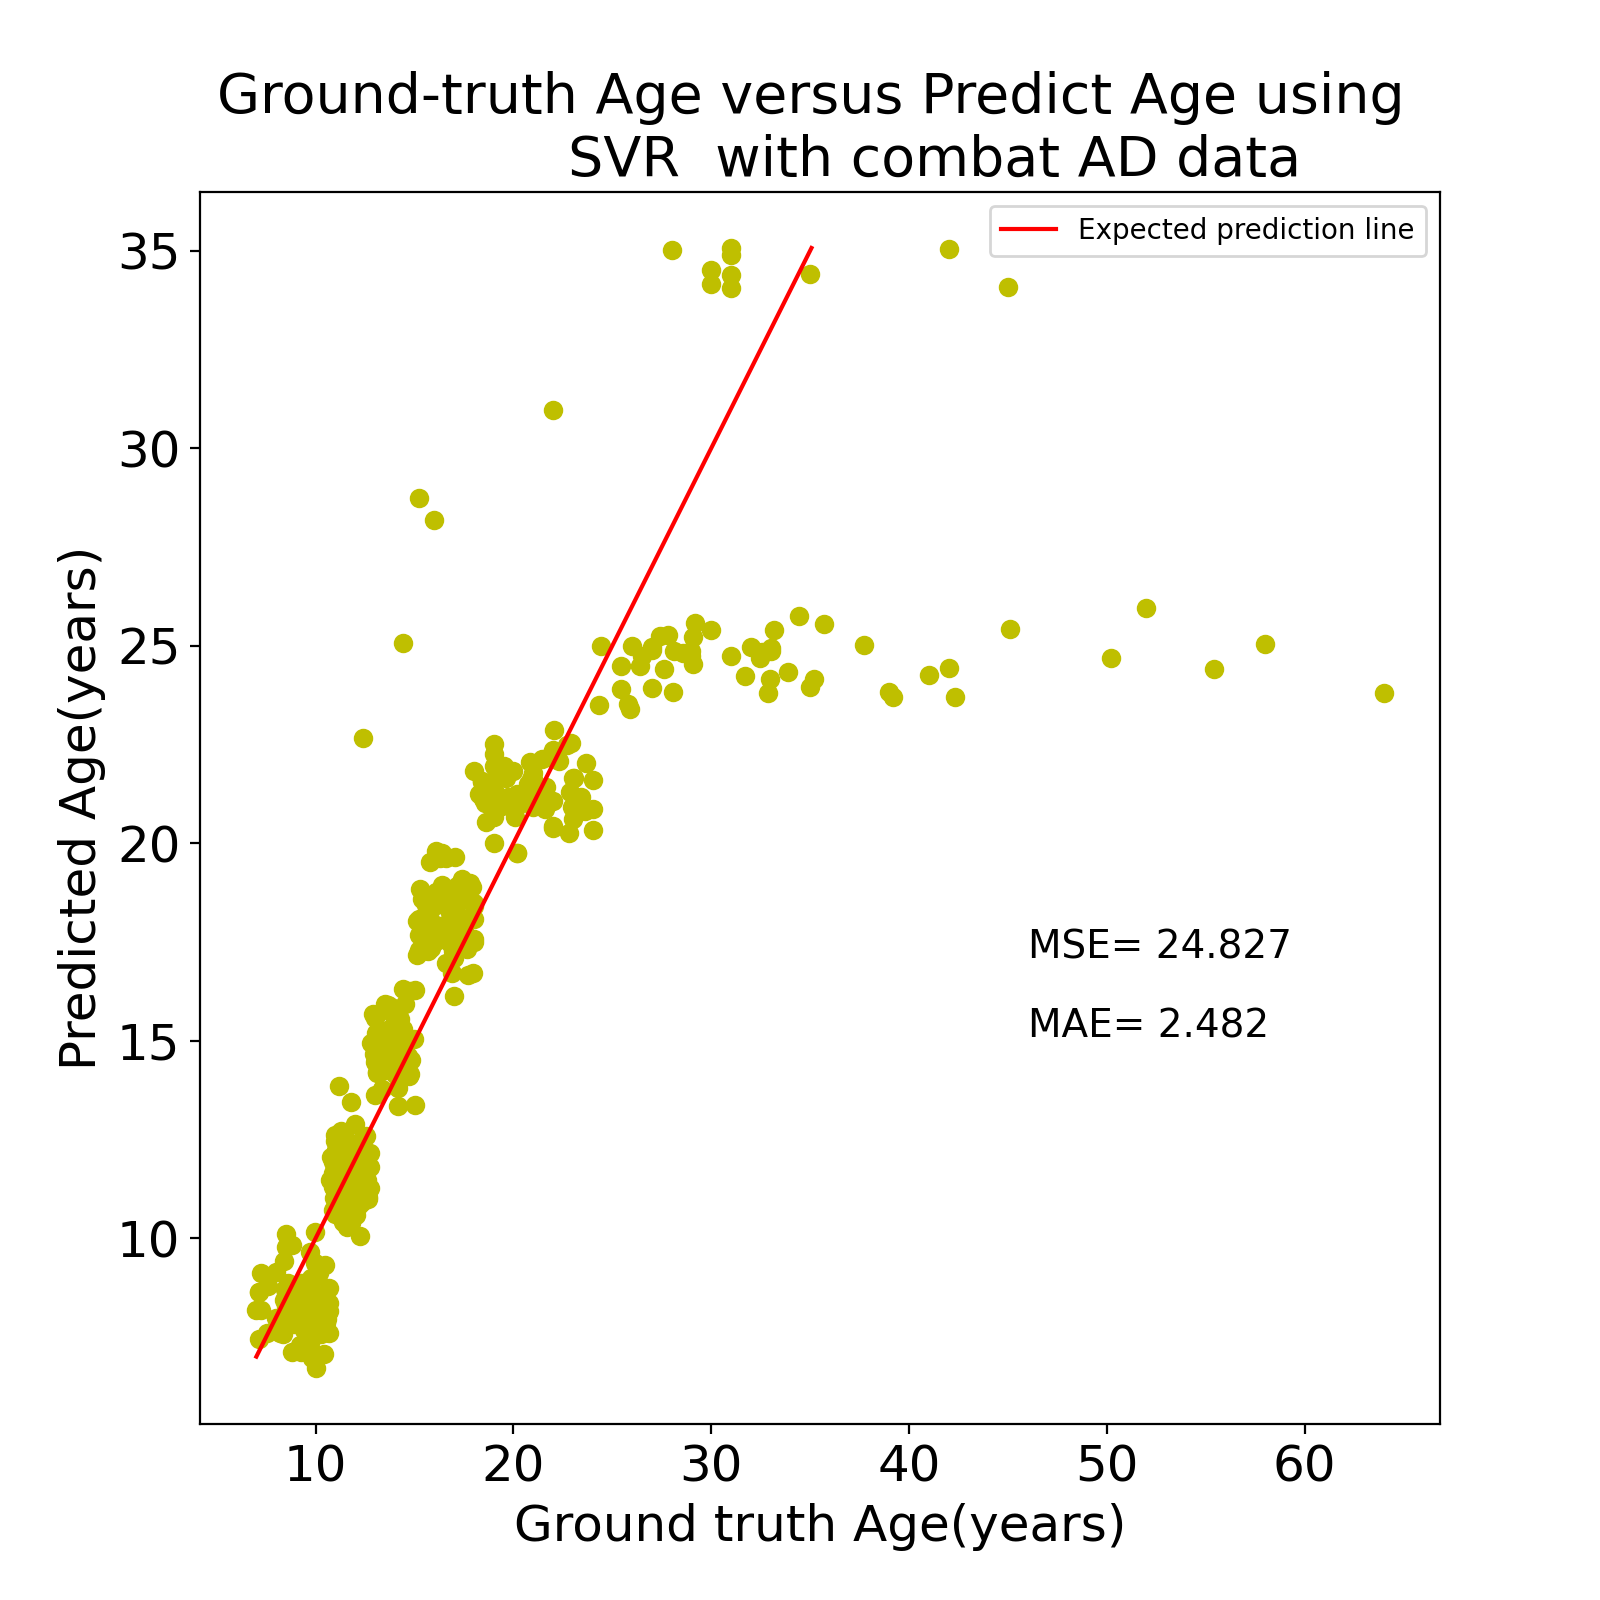 Ground-truth Age versus Predict Age using
SVR  with combat AD data
Expected prediction line
35
30
25
20
15
10
Predicted Age(years)
MSE= 24.827
MAE= 2.482
10 20 30 40 50 60
Ground truth Age(years)